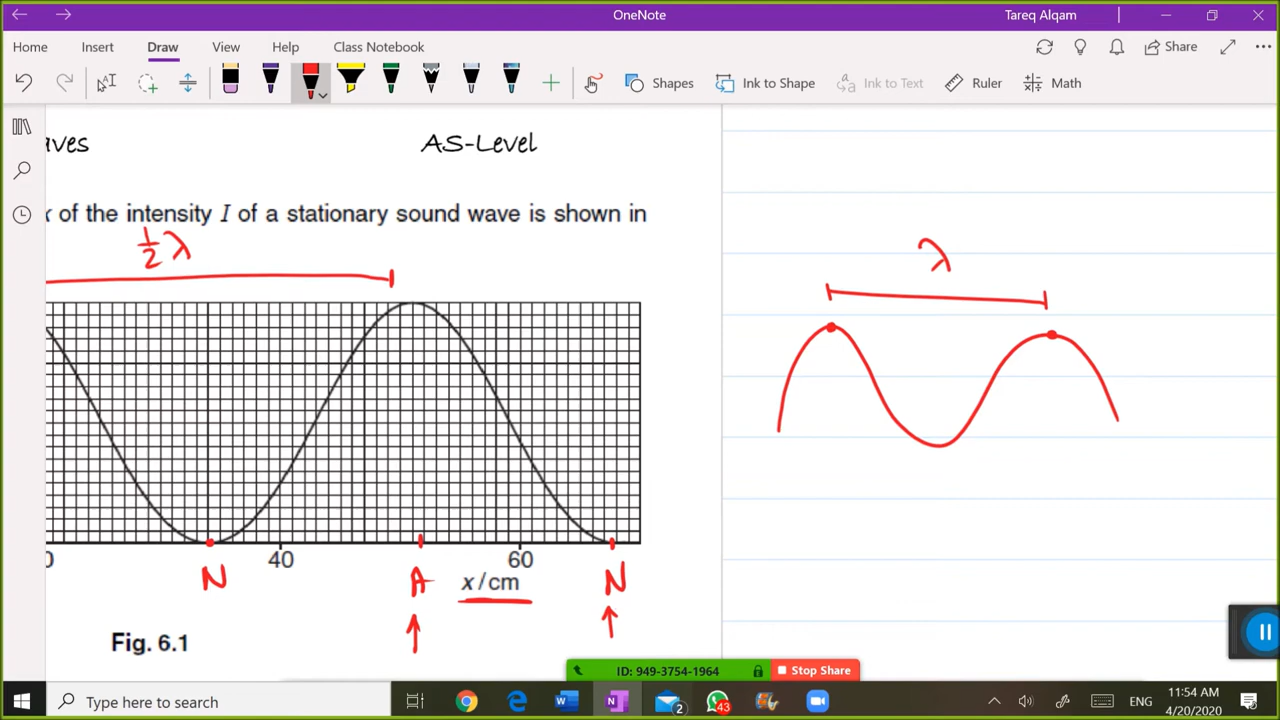 OneNote
Tareq Alqam
Home Insert Draw View Help Class Notebook
Share
Shapes Ink to Shape Ink to Text Ruler Math
aves
AS-Level
x of the intensity I of a stationary sound wave is shown in
½ λ
λ
0 40 60
N A x/cm N
Fig. 6.1
ID: 949-3754-1964 Stop Share
Type here to search
2
43
ENG
11:54 AM
4/20/2020